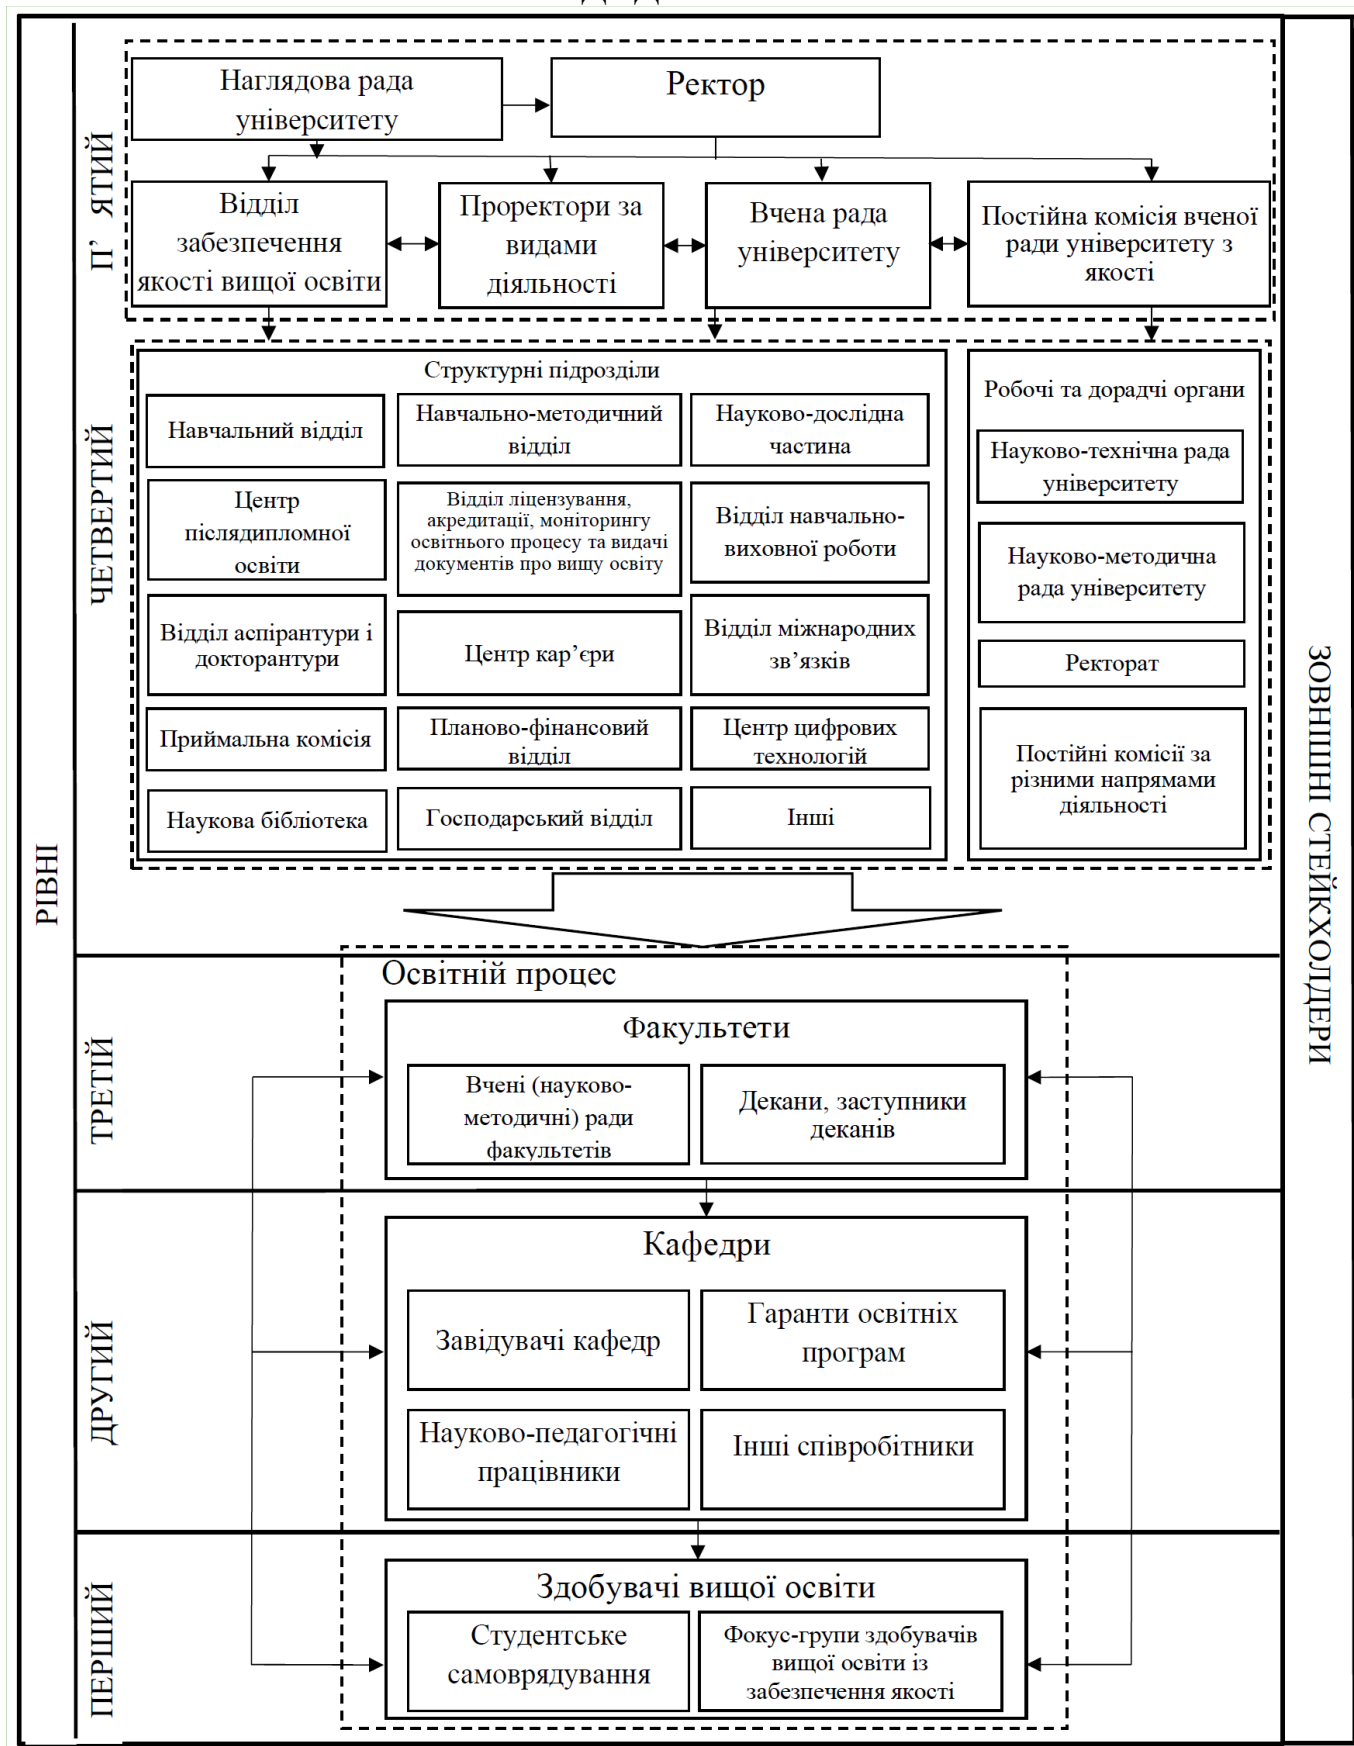 РІВНІ
П’ ЯТИЙ
Наглядова рада
університету
Ректор
Відділ
забезпечення
якості вищої освіти
Проректори за
видами
діяльності
Вчена рада
університету
Постійна комісія вченої
ради університету з
якості
ЧЕТВЕРТИЙ
Структурні підрозділи
Навчальний відділ
Навчально-методичний
відділ
Науково-дослідна
частина
Центр
післядипломної
освіти
Відділ ліцензування,
акредитації, моніторингу
освітнього процесу та видачі
документів про вищу освіту
Відділ навчально-
виховної роботи
Відділ аспірантури і
докторантури
Центр кар’єри
Відділ міжнародних
зв’язків
Приймальна комісія
Планово-фінансовий
відділ
Центр цифрових
технологій
Наукова бібліотека
Господарський відділ
Інші
Робочі та дорадчі органи
Науково-технічна рада
університету
Науково-методична
рада університету
Ректорат
Постійні комісії за
різними напрямами
діяльності
ТРЕТІЙ
Освітній процес
Факультети
Вчені (науково-
методичні) ради
факультетів
Декани, заступники
деканів
ДРУГИЙ
Кафедри
Завідувачі кафедр
Гаранти освітніх
програм
Науково-педагогічні
працівники
Інші співробітники
ПЕРШИЙ
Здобувачі вищої освіти
Студентське
самоврядування
Фокус-групи здобувачів
вищої освіти із
забезпечення якості
ЗОВНІШНІ СТЕЙКХОЛДЕРИ